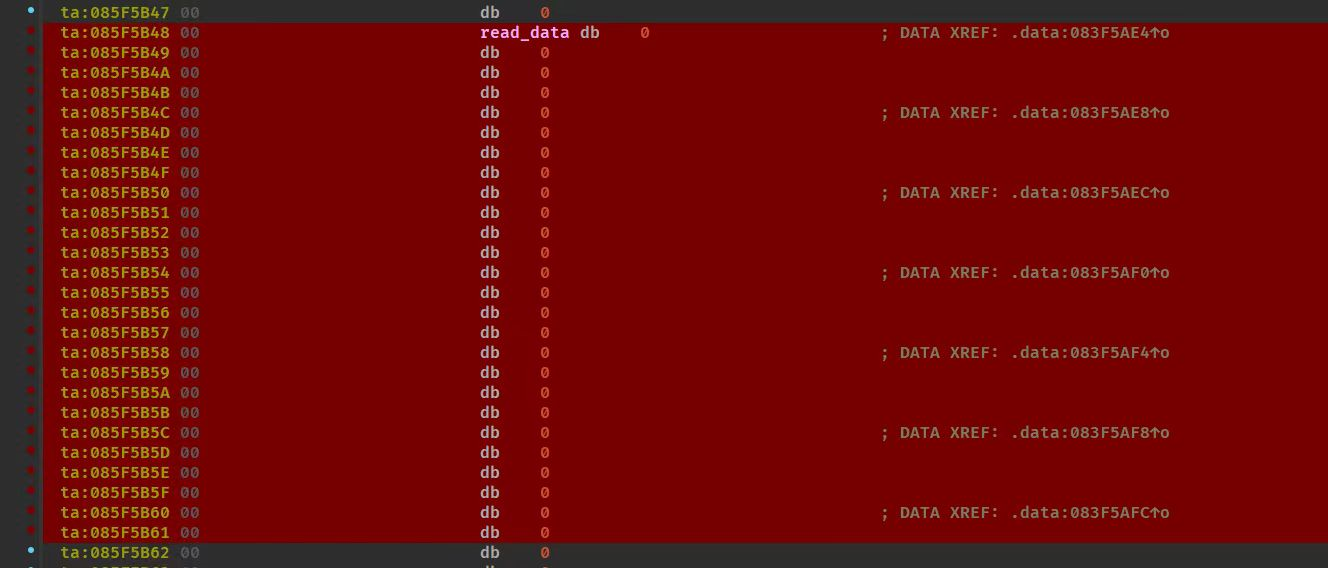 ta:085F5B47 00 db 0
ta:085F5B48 00 read_data db 0 ; DATA XREF: .data:083F5AE4↑o
ta:085F5B49 00 db 0
ta:085F5B4A 00 db 0
ta:085F5B4B 00 db 0
ta:085F5B4C 00 db 0 ; DATA XREF: .data:083F5AE8↑o
ta:085F5B4D 00 db 0
ta:085F5B4E 00 db 0
ta:085F5B4F 00 db 0
ta:085F5B50 00 db 0 ; DATA XREF: .data:083F5AEC↑o
ta:085F5B51 00 db 0
ta:085F5B52 00 db 0
ta:085F5B53 00 db 0
ta:085F5B54 00 db 0 ; DATA XREF: .data:083F5AF0↑o
ta:085F5B55 00 db 0
ta:085F5B56 00 db 0
ta:085F5B57 00 db 0
ta:085F5B58 00 db 0 ; DATA XREF: .data:083F5AF4↑o
ta:085F5B59 00 db 0
ta:085F5B5A 00 db 0
ta:085F5B5B 00 db 0
ta:085F5B5C 00 db 0 ; DATA XREF: .data:083F5AF8↑o
ta:085F5B5D 00 db 0
ta:085F5B5E 00 db 0
ta:085F5B5F 00 db 0
ta:085F5B60 00 db 0 ; DATA XREF: .data:083F5AFC↑o
ta:085F5B61 00 db 0
ta:085F5B62 00 db 0